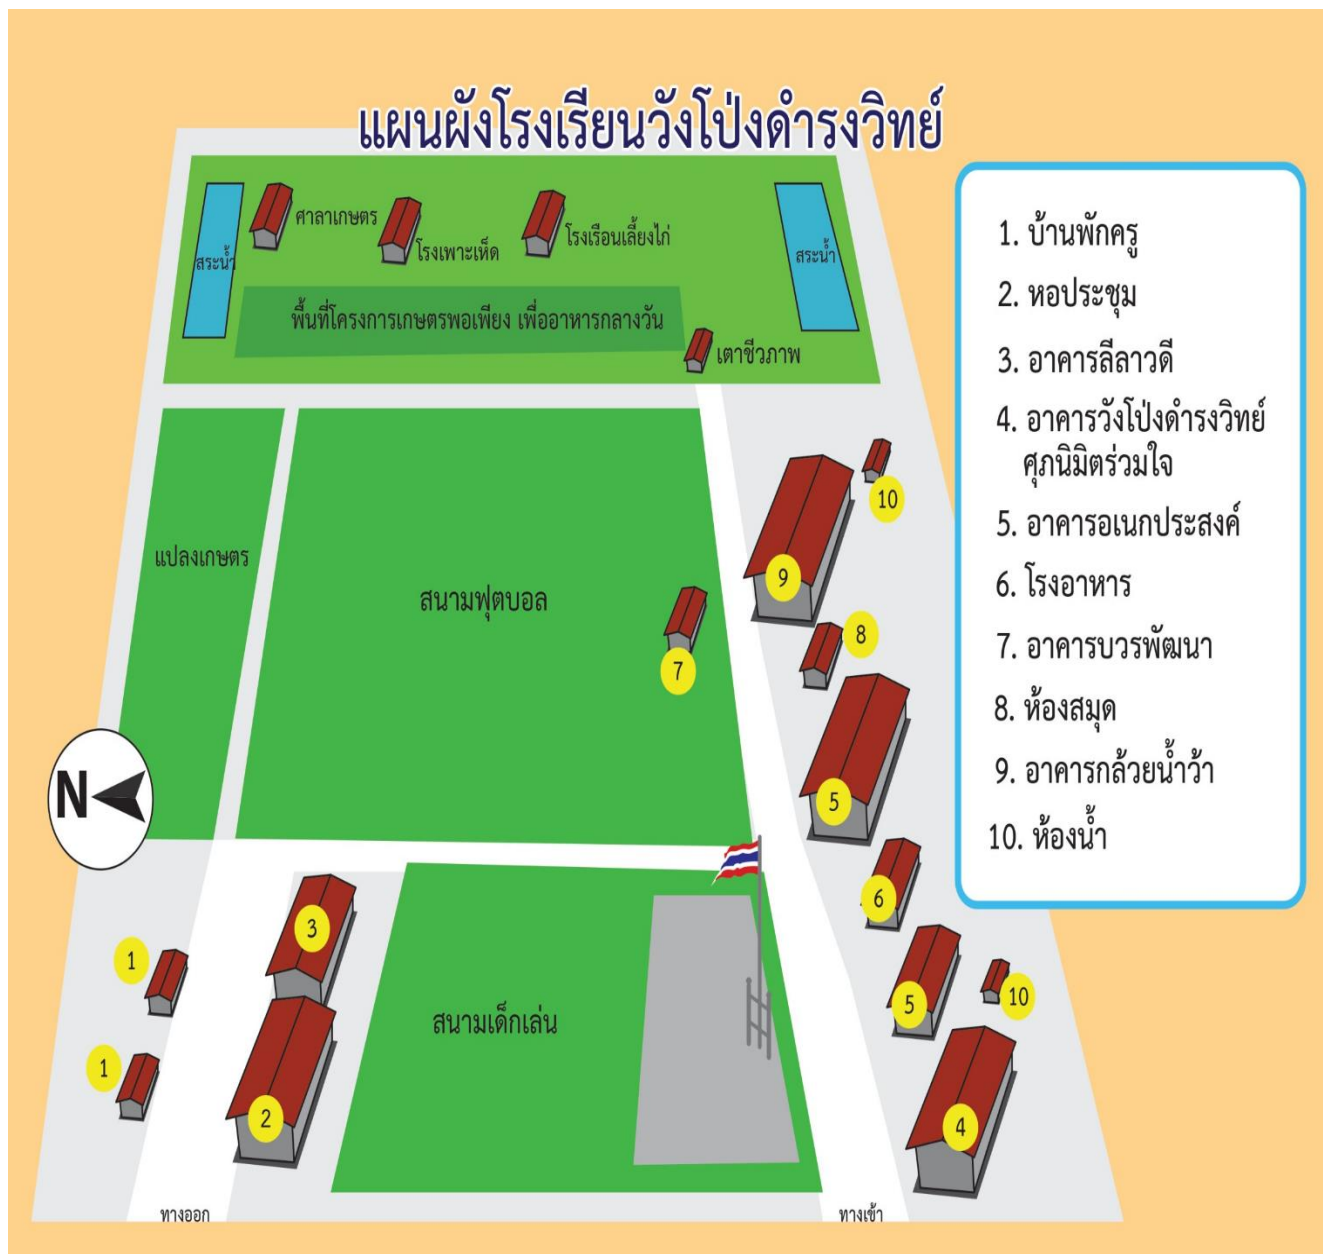 แผนผังโรงเรียนวังโป่งดำรงวิทย์
ศาลาเกษตร
โรงเพาะเห็ด
โรงเรือนเลี้ยงไก่
สระน้ำ
สระน้ำ
พื้นที่โครงการเกษตรพอเพียง เพื่ออาหารกลางวัน
เตาชีวภาพ
แปลงเกษตร
สนามฟุตบอล
10
9
8
7
5
N
6
3
1
5
10
สนามเด็กเล่น
1
2
4
ทางออก
ทางเข้า
1. บ้านพักครู
2. หอประชุม
3. อาคารลีลาวดี
4. อาคารวังโป่งดำรงวิทย์
ศุภนิมิตร่วมใจ
5. อาคารอเนกประสงค์
6. โรงอาหาร
7. อาคารบวรพัฒนา
8. ห้องสมุด
9. อาคารกล้วยน้ำว้า
10. ห้องน้ำ